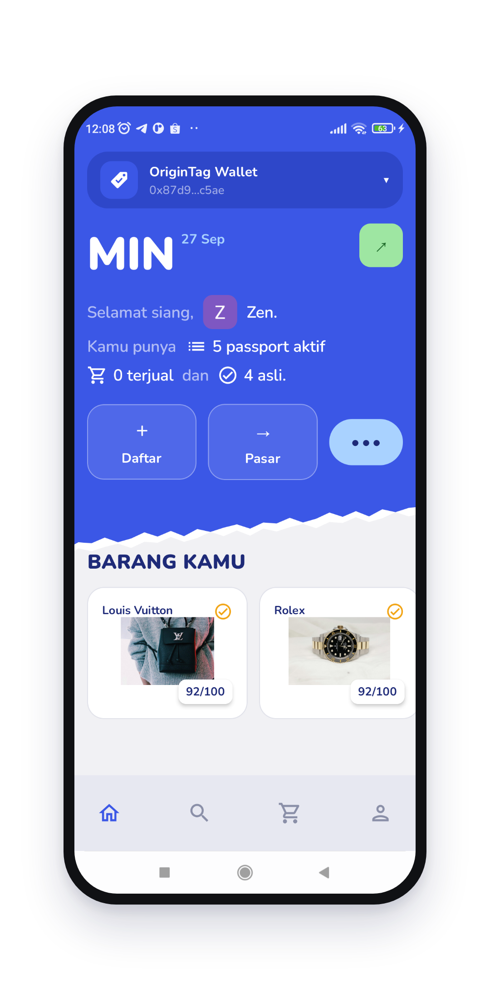 12:08
63
OriginTag Wallet
0x87d9...c5ae
MIN 27 Sep
Selamat siang, Z Zen.
Kamu punya 5 passport aktif
0 terjual dan 4 asli.
+ →
Daftar Pasar
BARANG KAMU
Louis Vuitton Rolex
LV
92/100 92/100